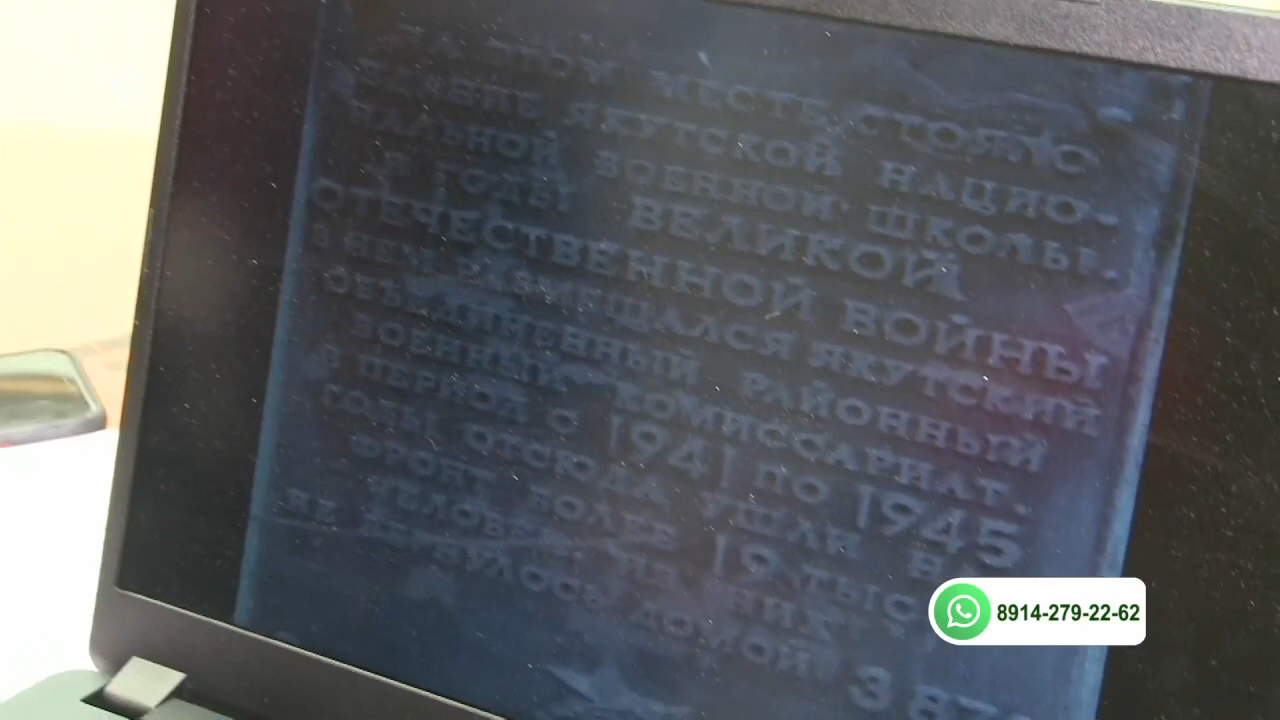 НА ЭТОМ МЕСТЕ СТОЯЛО
ЗДАНИЕ ЯКУТСКОЙ НАЦИО-
НАЛЬНОЙ ВОЕННОЙ ШКОЛЫ.
В ГОДЫ ВЕЛИКОЙ
ОТЕЧЕСТВЕННОЙ ВОЙНЫ
В НЕМ РАЗМЕЩАЛСЯ ЯКУТСКИЙ
ОБЪЕДИНЕННЫЙ РАЙОННЫЙ
ВОЕННЫЙ КОМИССАРИАТ.
В ПЕРИОД С 1941 ПО 1945
ГОДЫ ОТСЮДА УШЛИ НА
ФРОНТ БОЛЕЕ 19 ТЫС.
ЧЕЛОВЕК. ИЗ НИХ
НЕ ВЕРНУЛОСЬ ДОМОЙ
8914-279-22-62